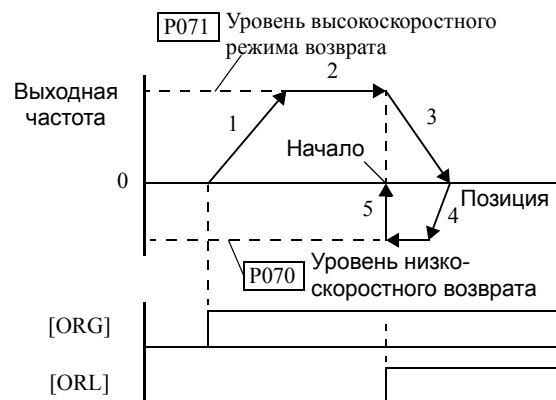 P071 Уровень высокоскоростного
режима возврата
2
Выходная
частота
1
3
Начало
0
Позиция
5
4
P070 Уровень низко-
скоростного возврата
[ORG]
[ORL]